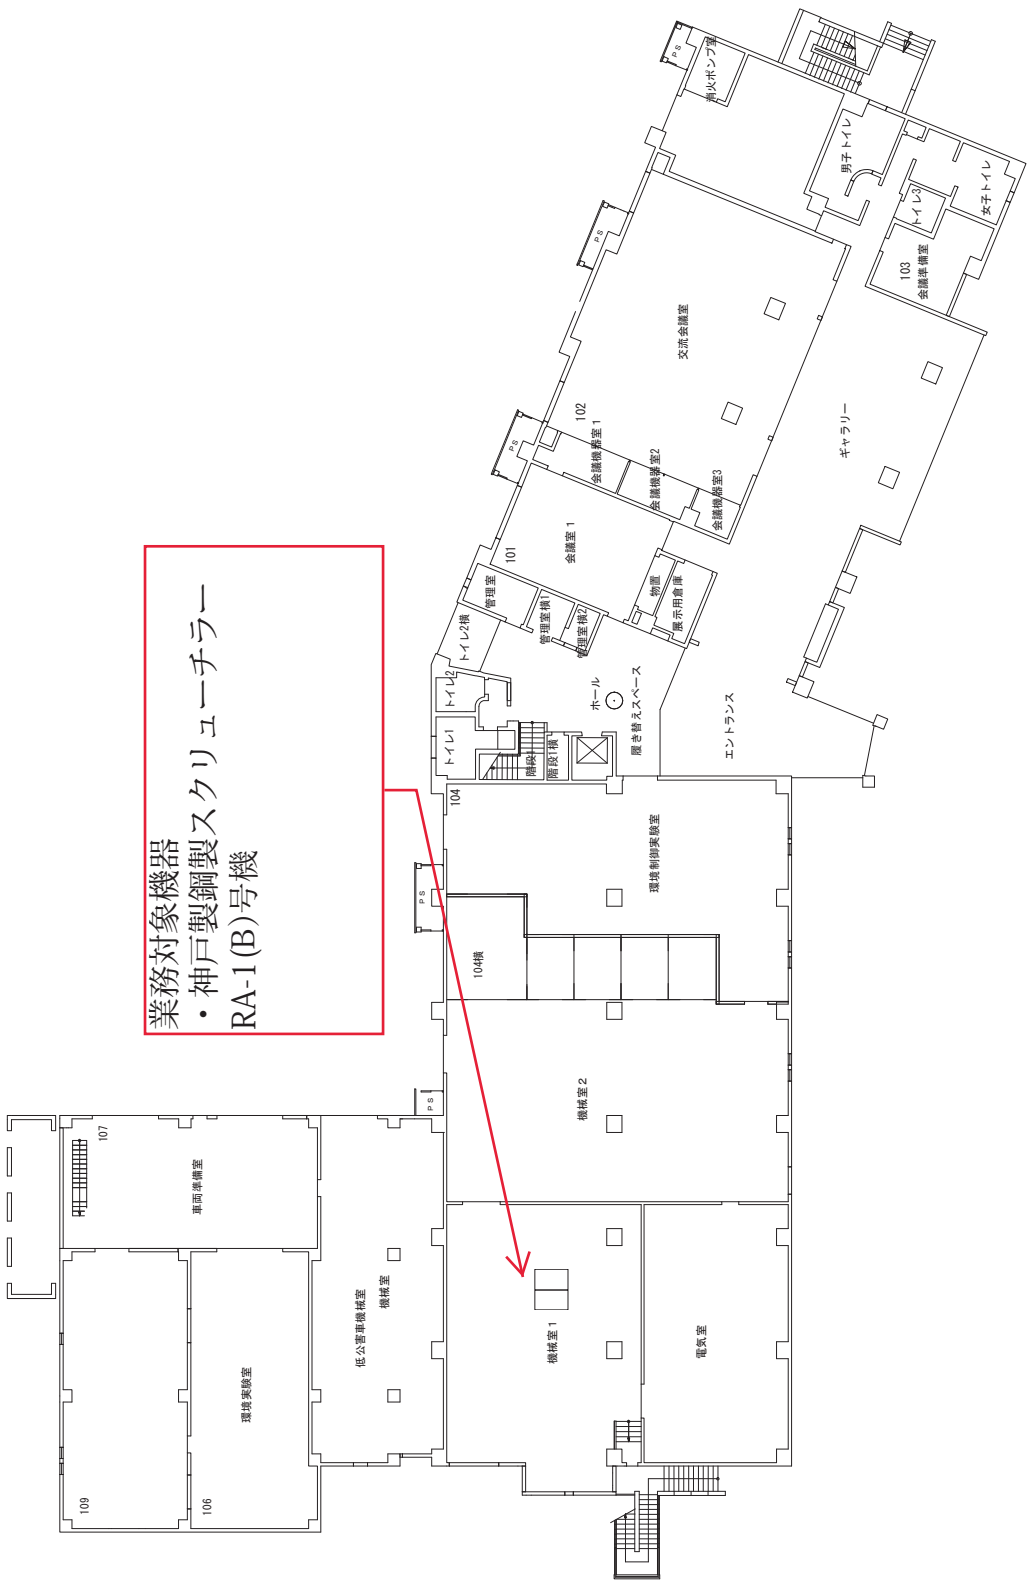 業務対象機器
・神戸製鋼製スクリューチラー
RA-1(B)号機
PS
消火ポンプ室
男子トイレ
女子トイレ
トイレ3
103
会議準備室
PS
交流会議室
102
PS
会議機器室1
会議機器室2
会議機器室3
ギャラリー
101
会議室1
管理室
管理室横1
管理室横2
物置
展示用倉庫
トイレ2横
トイレ2
トイレ1
階段1
階段1横
ホール
履き替えスペース
エントランス
104
環境制御実験室
PS
104横
機械室2
PS
107
車両準備室
低公害車機械室
機械室
機械室1
電気室
環境実験室
109
106